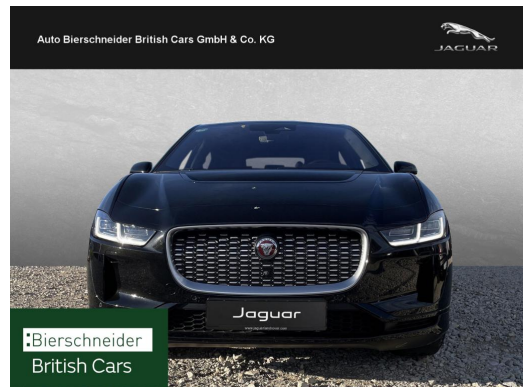 Auto Bierschneider British Cars GmbH & Co. KG
JAGUAR
Jaguar
:Bierschneider
British Cars